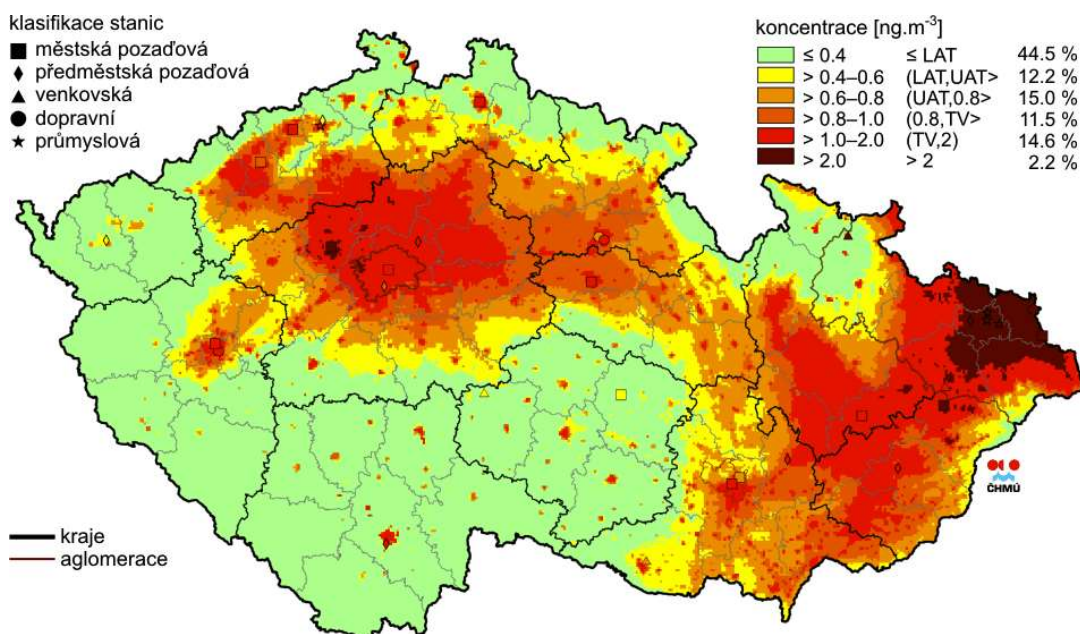 klasifikace stanic
městská pozaďová
předměstská pozaďová
venkovská
dopravní
průmyslová
koncentrace [ng.m⁻³]
≤ 0.4 ≤ LAT 44.5 %
> 0.4–0.6 (LAT,UAT> 12.2 %
> 0.6–0.8 (UAT,0.8> 15.0 %
> 0.8–1.0 (0.8,TV> 11.5 %
> 1.0–2.0 (TV,2) 14.6 %
> 2.0 > 2 2.2 %
ČHMÚ
kraje
aglomerace